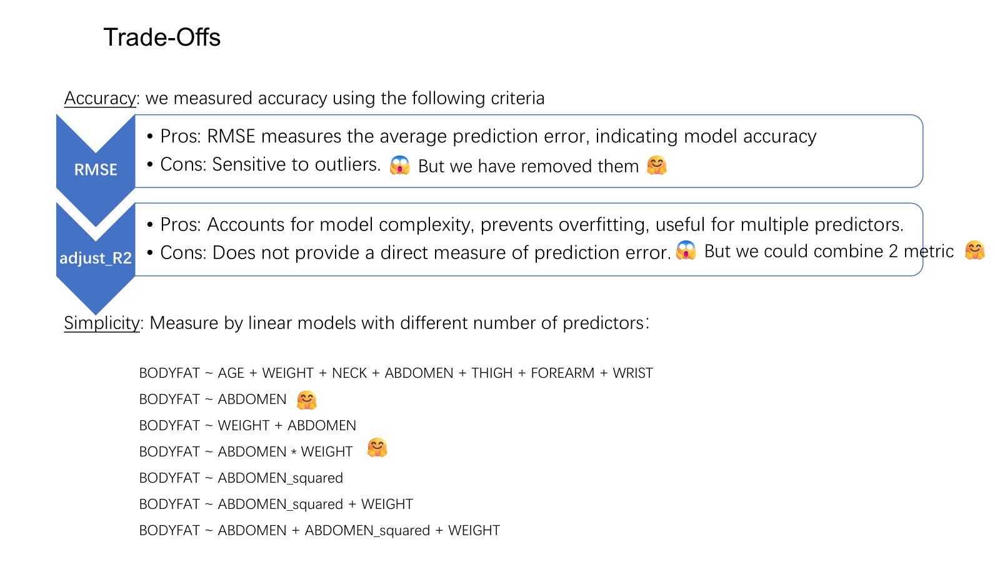 Trade-Offs
Accuracy: we measured accuracy using the following criteria
RMSE
• Pros: RMSE measures the average prediction error, indicating model accuracy
• Cons: Sensitive to outliers. 😱 But we have removed them 🤗
adjust_R2
• Pros: Accounts for model complexity, prevents overfitting, useful for multiple predictors.
• Cons: Does not provide a direct measure of prediction error. 😱 But we could combine 2 metric 🤗
Simplicity: Measure by linear models with different number of predictors：
BODYFAT ~ AGE + WEIGHT + NECK + ABDOMEN + THIGH + FOREARM + WRIST
BODYFAT ~ ABDOMEN 🤗
BODYFAT ~ WEIGHT + ABDOMEN
BODYFAT ~ ABDOMEN * WEIGHT 🤗
BODYFAT ~ ABDOMEN_squared
BODYFAT ~ ABDOMEN_squared + WEIGHT
BODYFAT ~ ABDOMEN + ABDOMEN_squared + WEIGHT